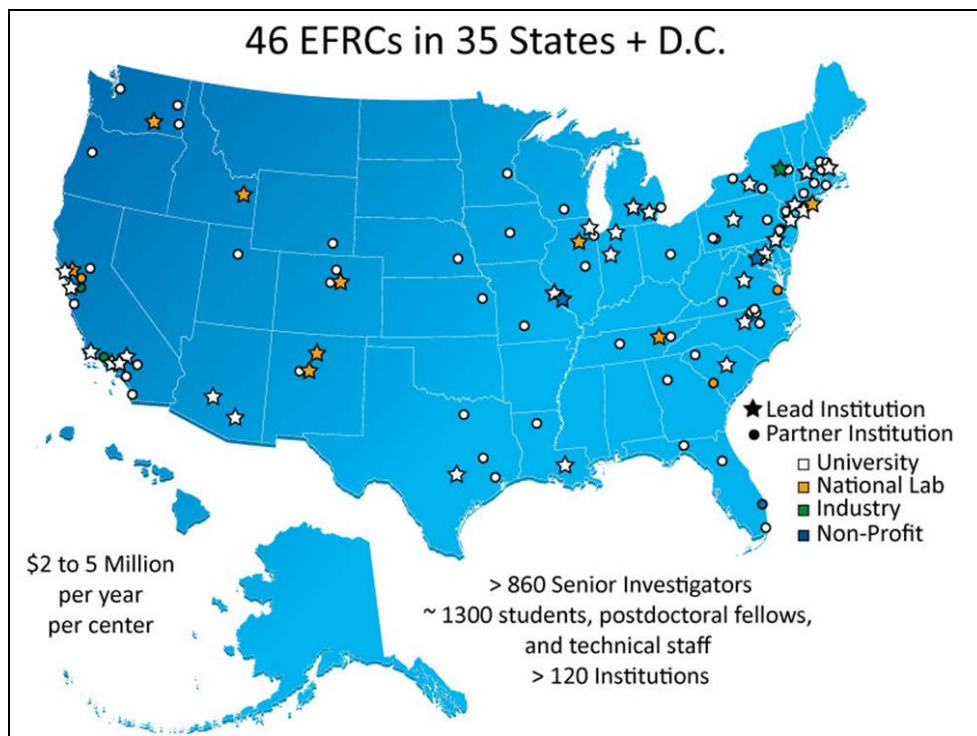 46 EFRCs in 35 States + D.C.
Lead Institution
Partner Institution
University
National Lab
Industry
Non-Profit
$2 to 5 Million
per year
per center
> 860 Senior Investigators
~ 1300 students, postdoctoral fellows,
and technical staff
> 120 Institutions